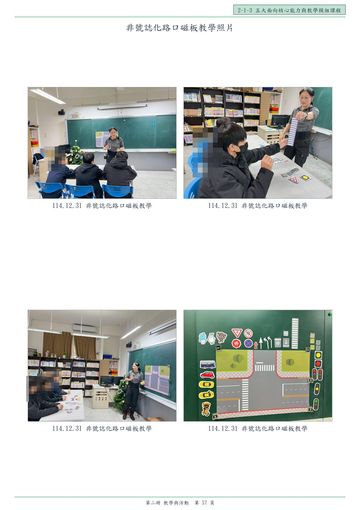 2-1-3 五大面向核心能力與教學模組課程
非號誌化路口磁板教學照片
114.12.31 非號誌化路口磁板教學
114.12.31 非號誌化路口磁板教學
114.12.31 非號誌化路口磁板教學
114.12.31 非號誌化路口磁板教學
第二冊 教學與活動 第 57 頁